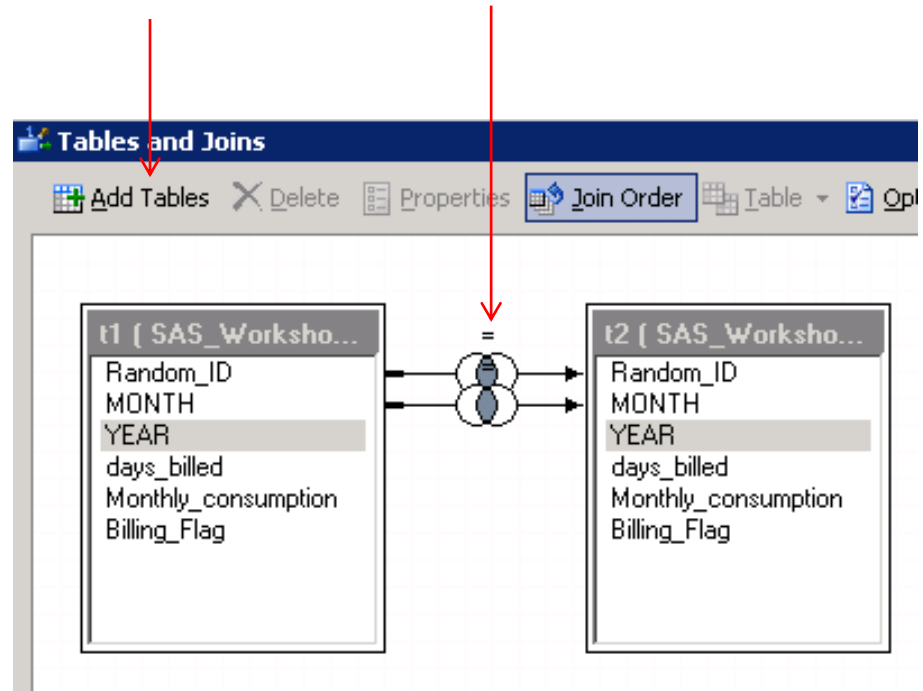 Tables and Joins
Add Tables Delete Properties Join Order Table Opt
=
=
t1 ( SAS_Worksho...
Random_ID
MONTH
YEAR
days_billed
Monthly_consumption
Billing_Flag
t2 ( SAS_Worksho...
Random_ID
MONTH
YEAR
days_billed
Monthly_consumption
Billing_Flag